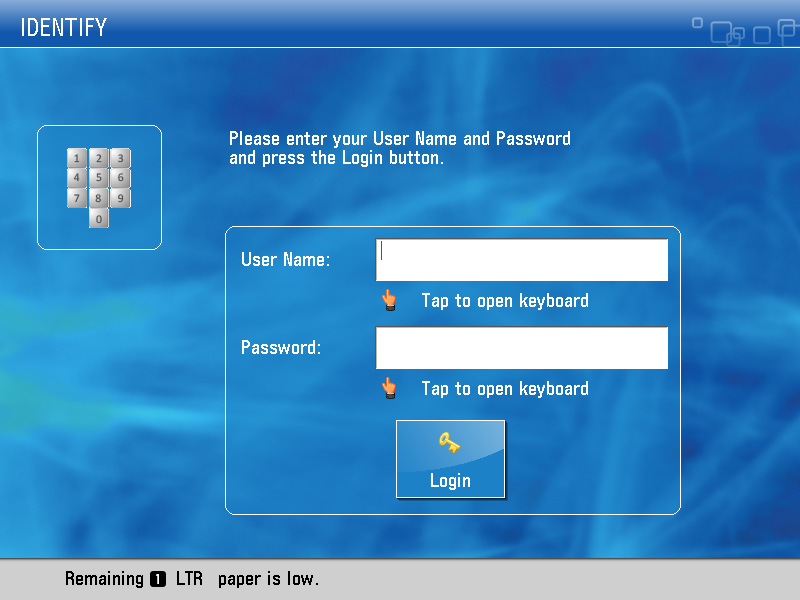 IDENTIFY
1 2 3
4 5 6
7 8 9
0
Please enter your User Name and Password
and press the Login button.
User Name:
Tap to open keyboard
Password:
Tap to open keyboard
Login
Remaining 1 LTR paper is low.